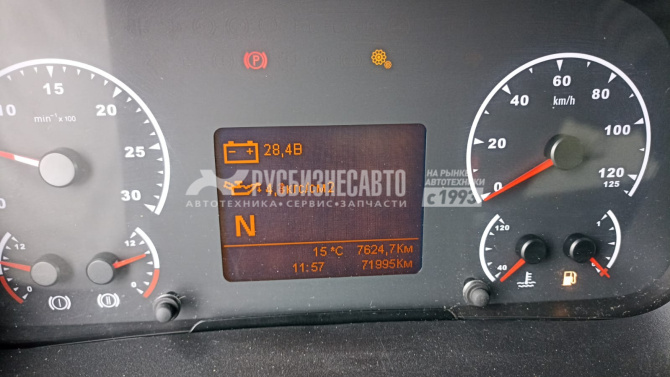 P
10 15 20 25 30
min⁻¹ x 100
28,4В
N
15 °C 7624,7Км
11:57 71995Км
0 20 40 60 80 100 120 125
km/h
12 0
12 0
40 120
1
РУСБИЗНЕСАВТО
АВТОТЕХНИКА • СЕРВИС • ЗАПЧАСТИ
НА РЫНКЕ
АВТОТЕХНИКИ
с 1993